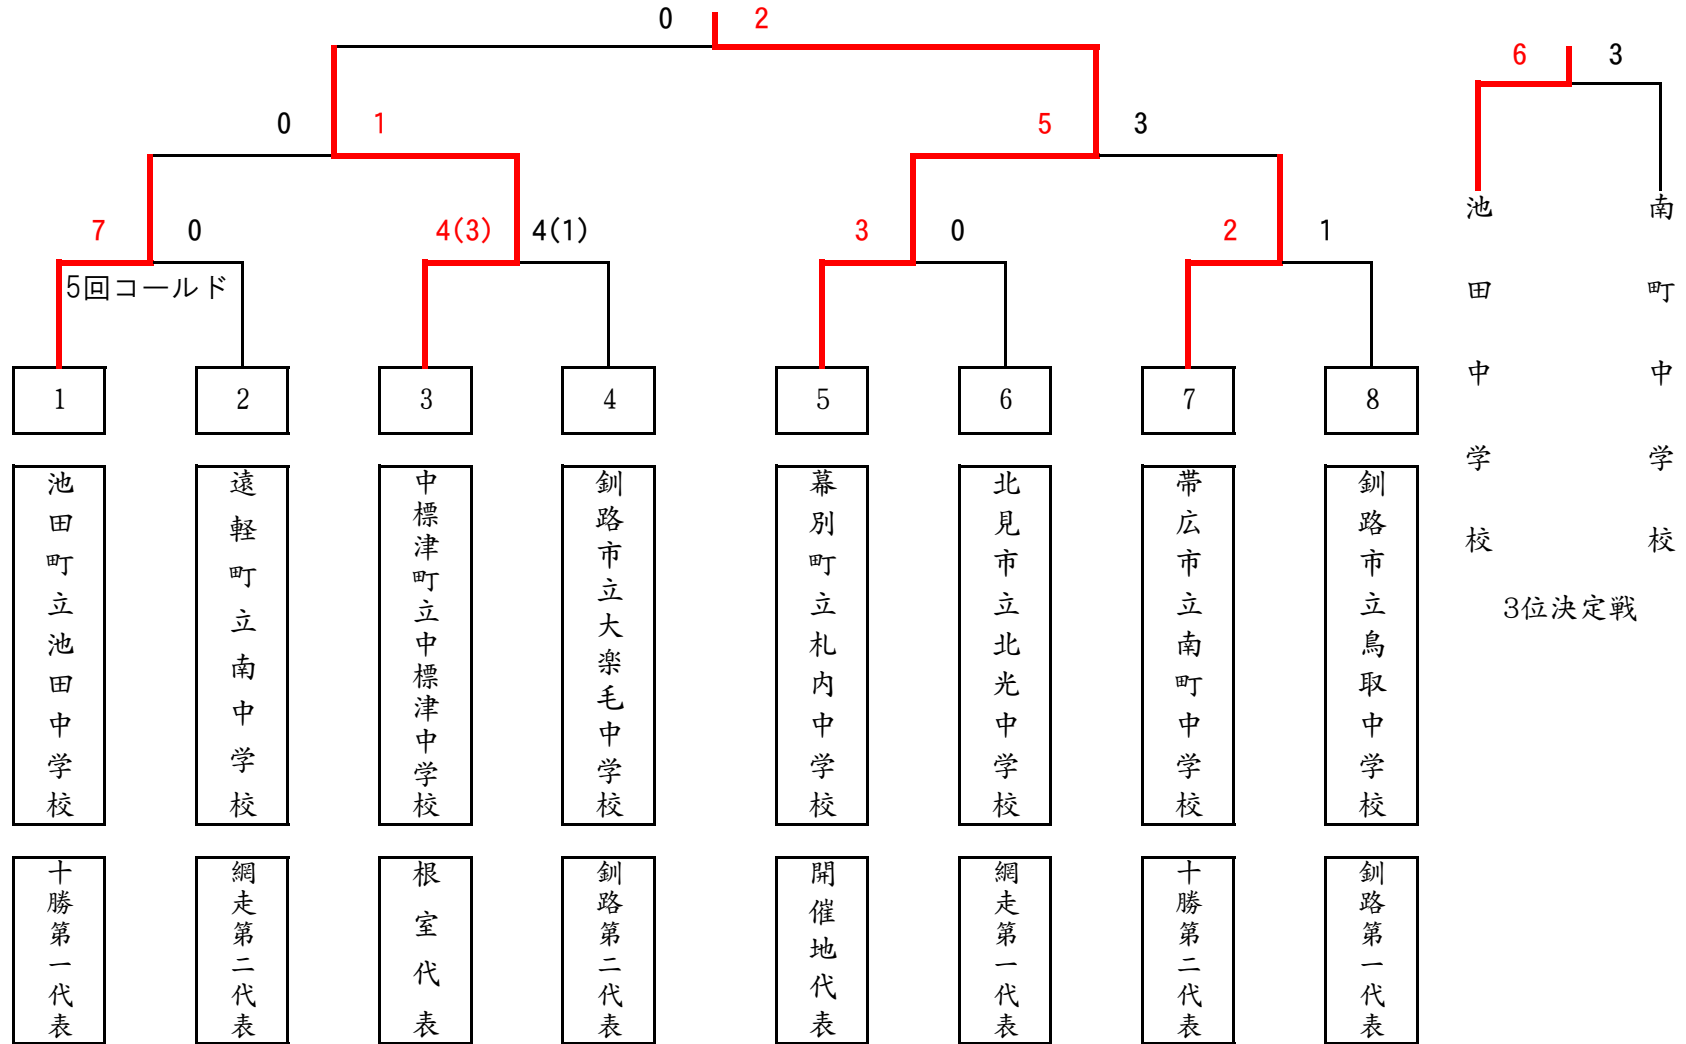 0 2
6 3
0 1
5 3
7 0
4(3) 4(1)
3 0
2 1
5回コールド
1 2 3 4 5 6 7 8
池田町立池田中学校
遠軽町立南中学校
中標津町立中標津中学校
釧路市立大楽毛中学校
幕別町立札内中学校
北見市立北光中学校
帯広市立南町中学校
釧路市立鳥取中学校
十勝第一代表
網走第二代表
根室代表
釧路第二代表
開催地代表
網走第一代表
十勝第二代表
釧路第一代表
池田中学校
南町中学校
3位決定戦